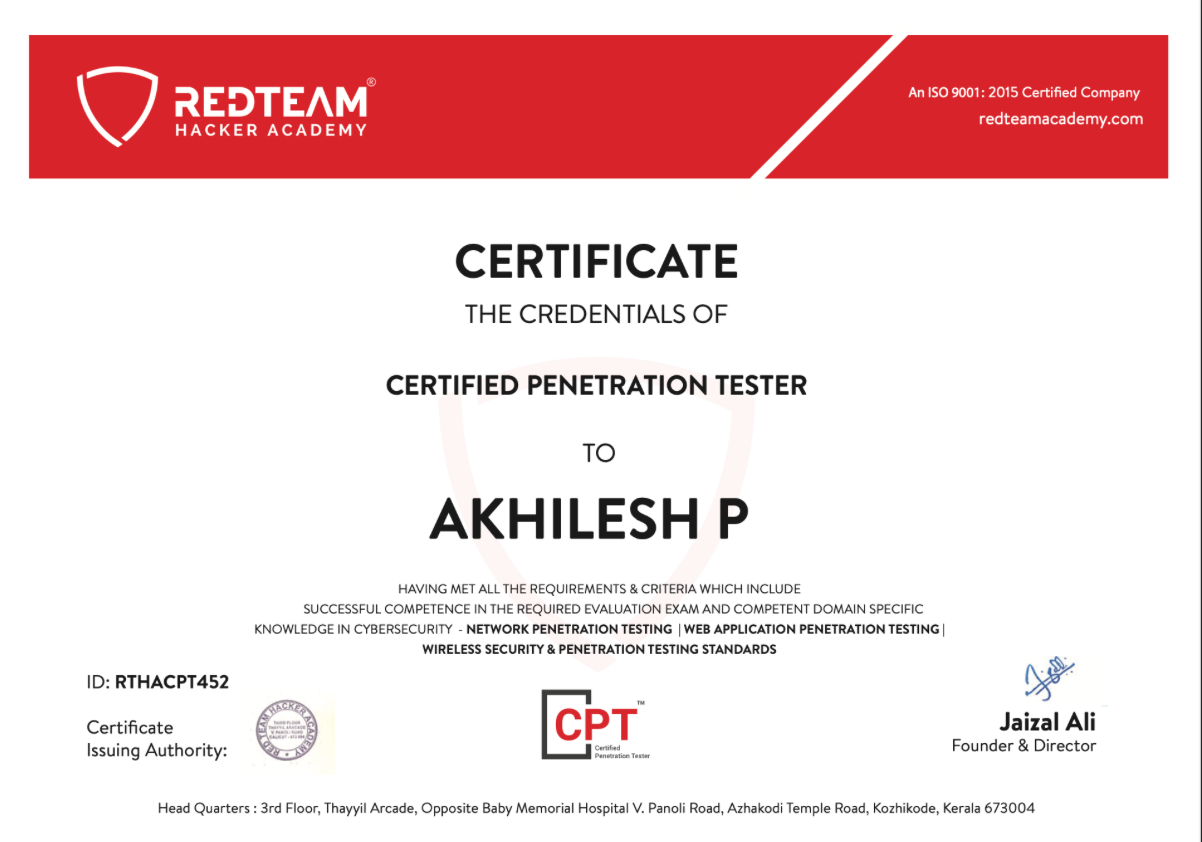 REDTEAM®
HACKER ACADEMY
An ISO 9001: 2015 Certified Company
redteamacademy.com
CERTIFICATE
THE CREDENTIALS OF
CERTIFIED PENETRATION TESTER
TO
AKHILESH P
HAVING MET ALL THE REQUIREMENTS & CRITERIA WHICH INCLUDE
SUCCESSFUL COMPETENCE IN THE REQUIRED EVALUATION EXAM AND COMPETENT DOMAIN SPECIFIC
KNOWLEDGE IN CYBERSECURITY - NETWORK PENETRATION TESTING | WEB APPLICATION PENETRATION TESTING |
WIRELESS SECURITY & PENETRATION TESTING STANDARDS
ID: RTHACPT452
Certificate
Issuing Authority:
RED TEAM HACKER ACADEMY
THIRD FLOOR
CPT™
Certified
Penetration Tester
Jaizal Ali
Founder & Director
Head Quarters : 3rd Floor, Thayyil Arcade, Opposite Baby Memorial Hospital V. Panoli Road, Azhakodi Temple Road, Kozhikode, Kerala 673004